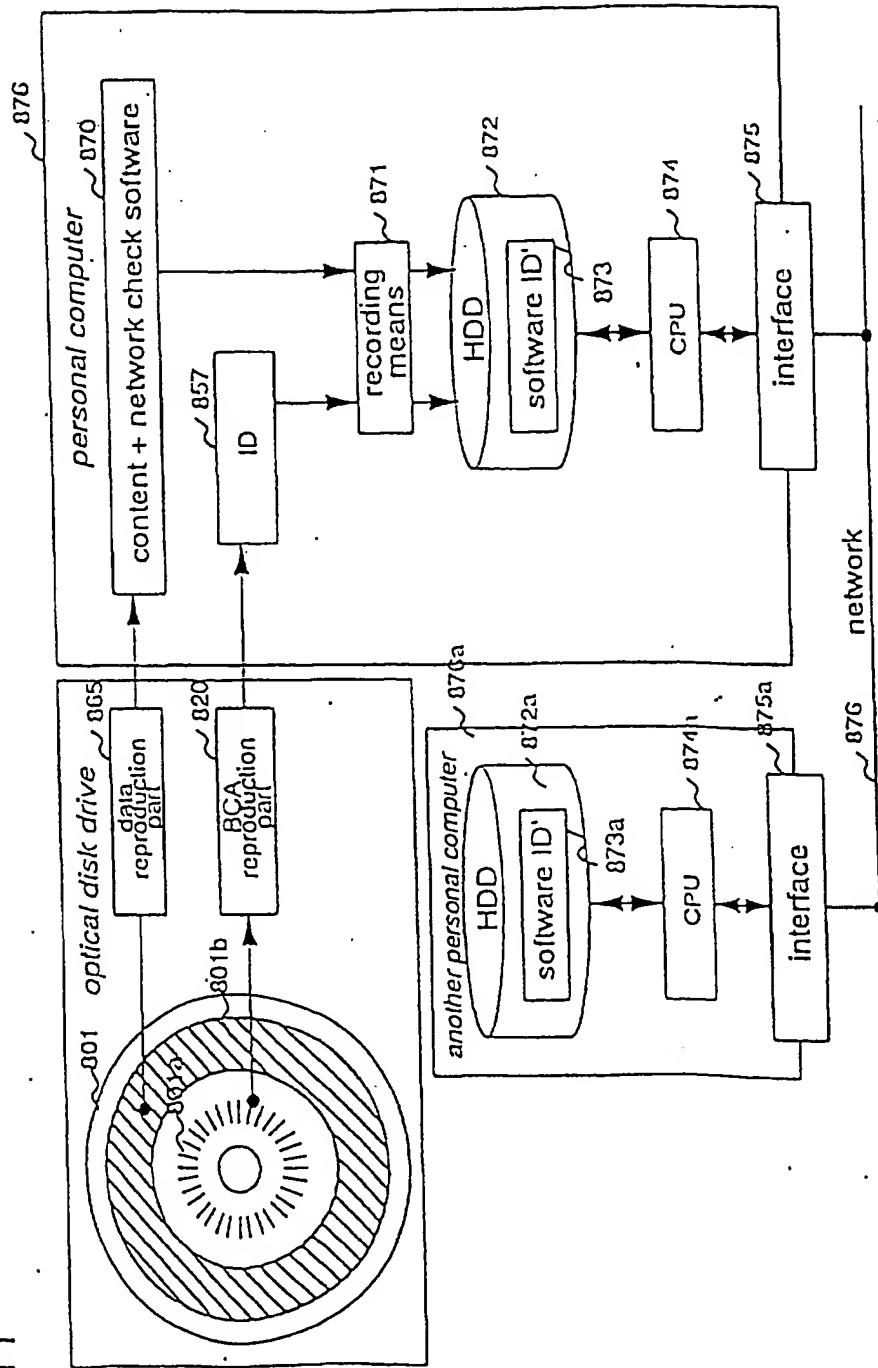 801
optical disk drive
865
data
reproduction
part
820
BCA
reproduction
part
801b
801a
876
personal computer
870
content + network check software
857
ID
871
recording
means
872
HDD
software ID'
873
874
CPU
875
interface
another personal computer
876a
872a
HDD
software ID'
873a
874a
CPU
875a
interface
876
network